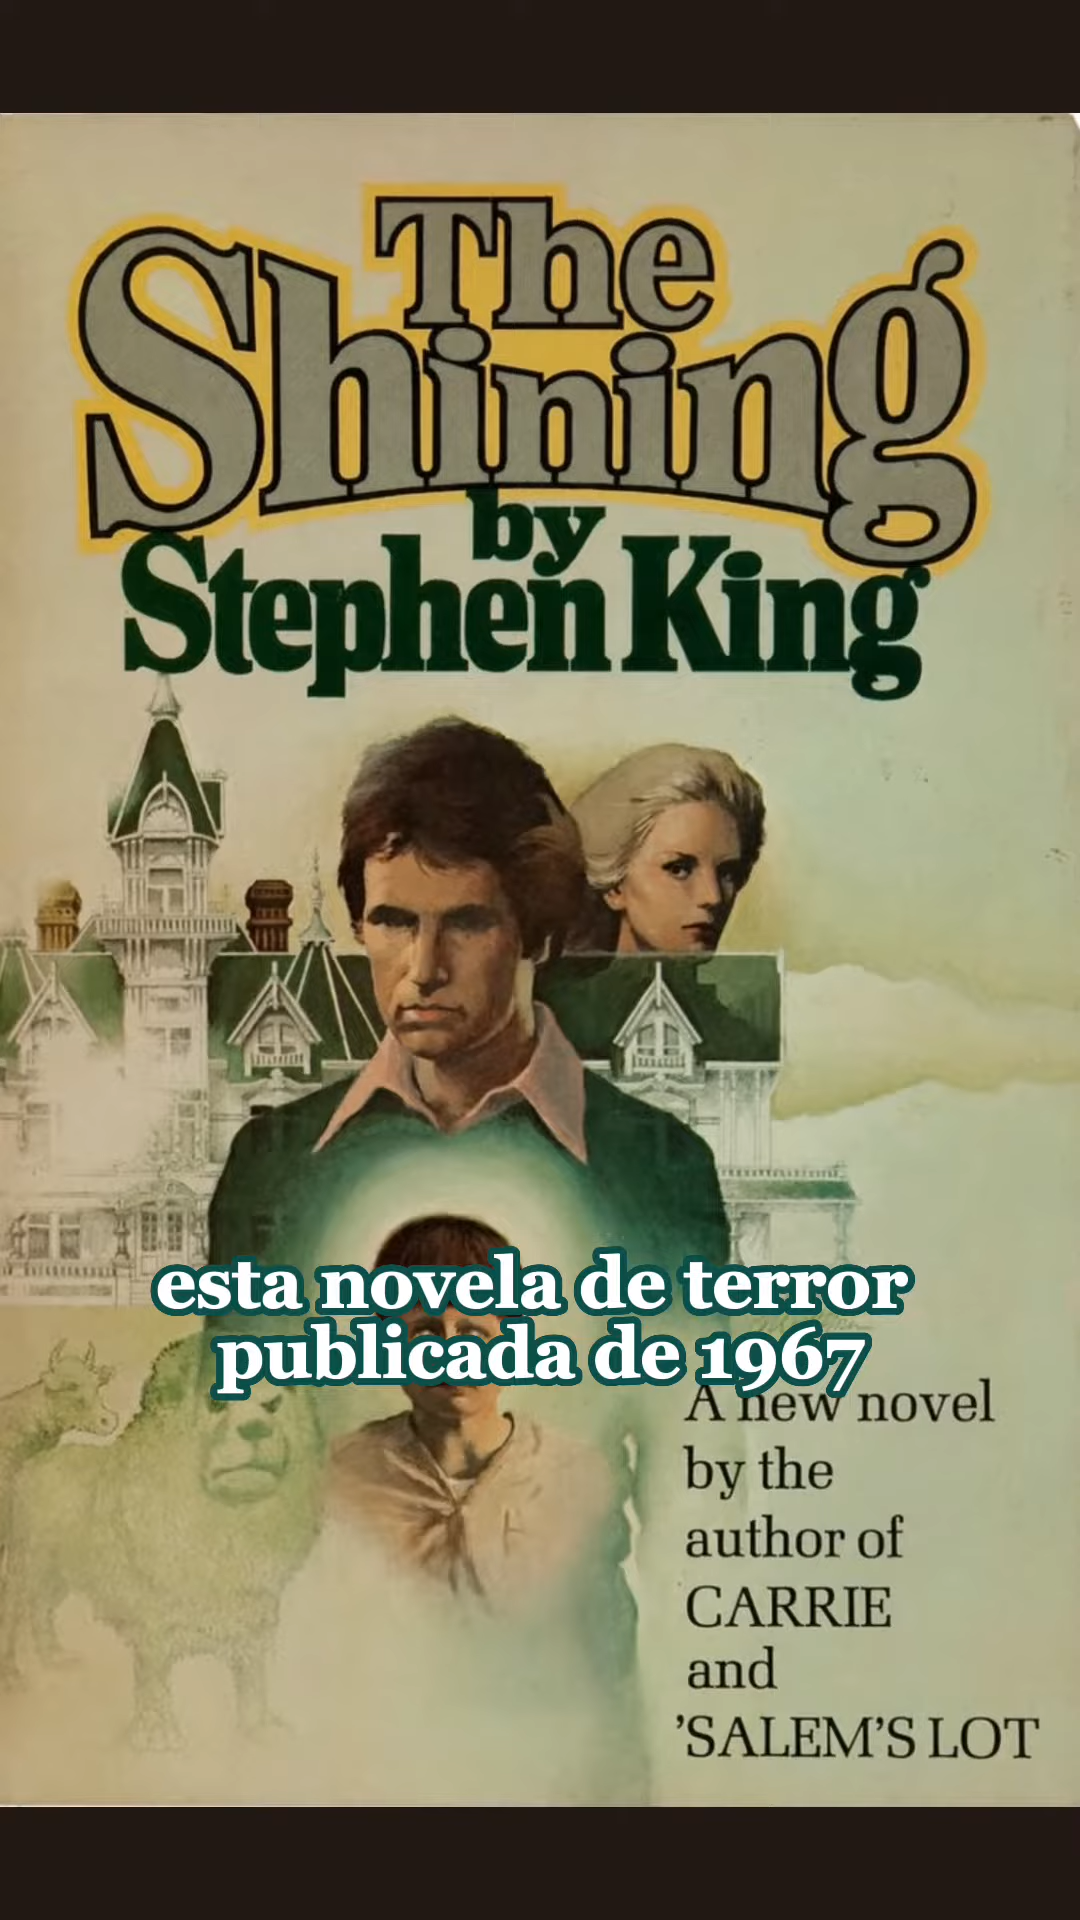 The
Shining
by
Stephen King
esta novela de terror
publicada de 1967
A new novel
by the
author of
CARRIE
and
'SALEM'S LOT